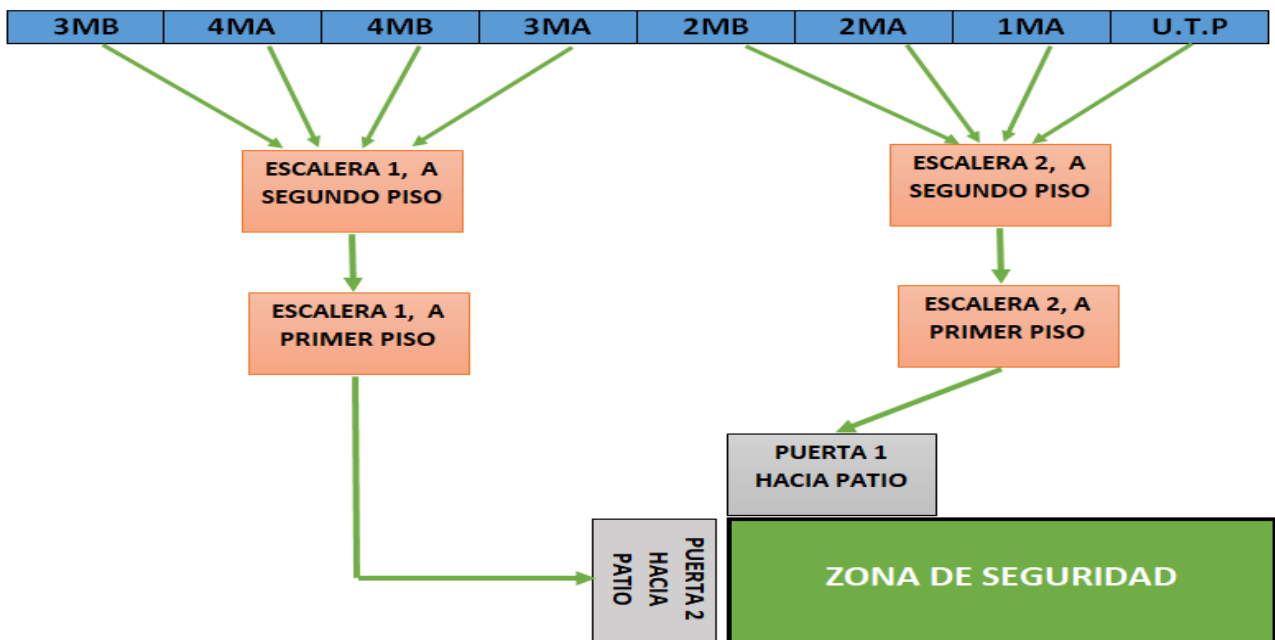 3MB 4MA 4MB 3MA 2MB 2MA 1MA U.T.P
ESCALERA 1, A
SEGUNDO PISO
ESCALERA 2, A
SEGUNDO PISO
ESCALERA 1, A
PRIMER PISO
ESCALERA 2, A
PRIMER PISO
PUERTA 1
HACIA PATIO
PUERTA 2
HACIA
PATIO
ZONA DE SEGURIDAD